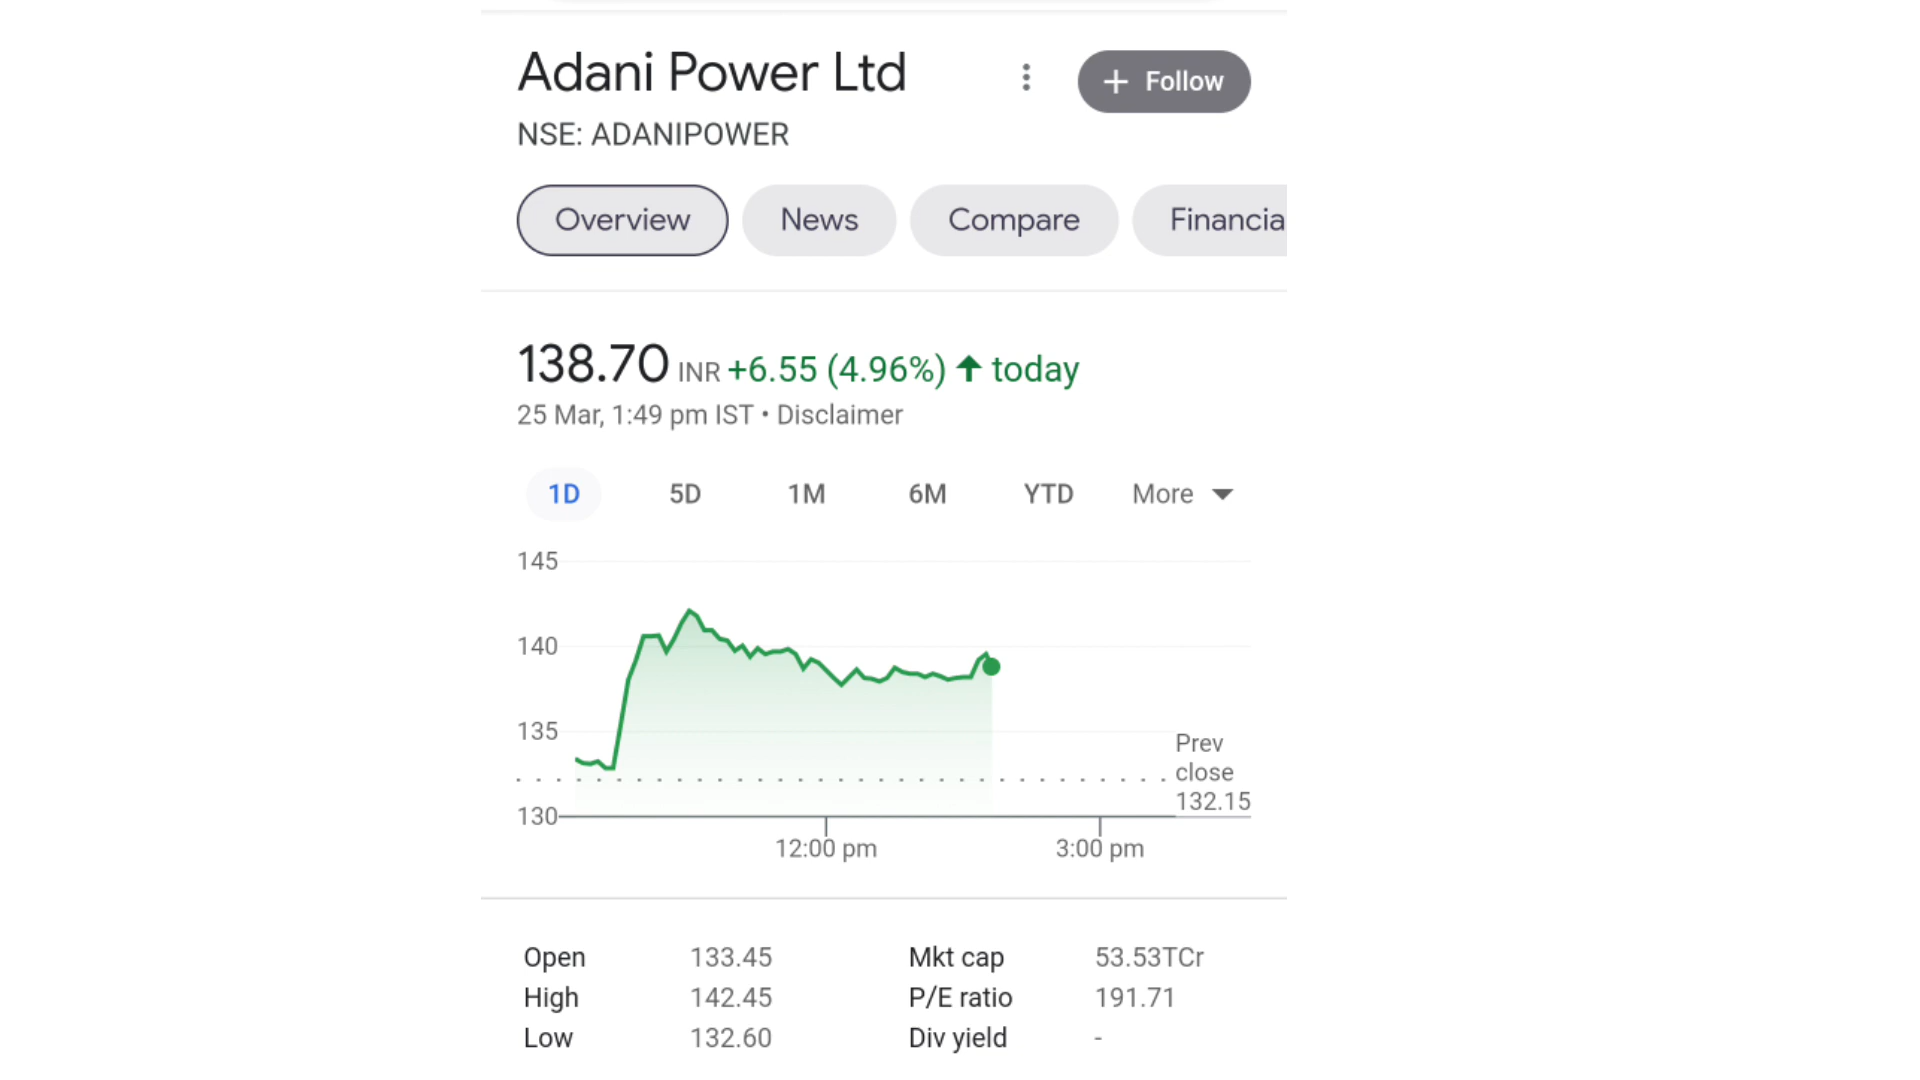 Adani Power Ltd
+ Follow
NSE: ADANIPOWER
Overview News Compare Financia
138.70 INR +6.55 (4.96%) ↑ today
25 Mar, 1:49 pm IST • Disclaimer
1D 5D 1M 6M YTD More
145
140
135
130
Prev
close
132.15
12:00 pm 3:00 pm
Open 133.45 Mkt cap 53.53TCr
High 142.45 P/E ratio 191.71
Low 132.60 Div yield -